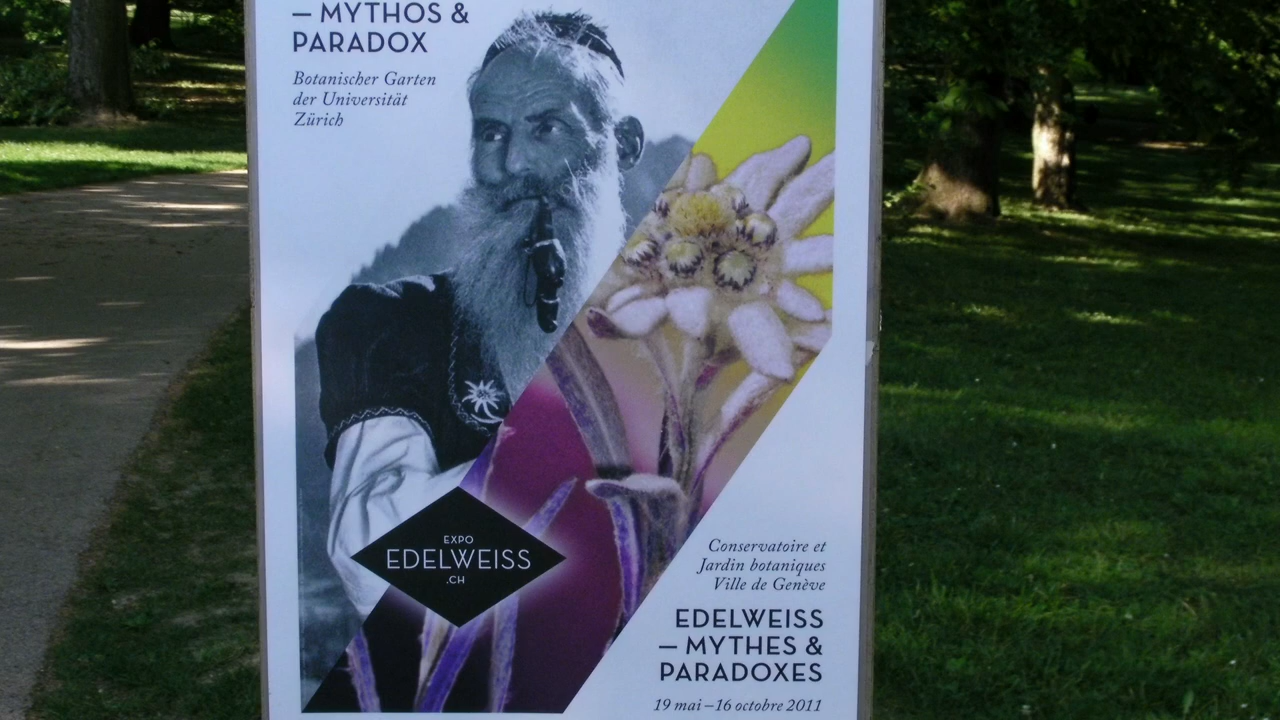 — MYTHOS &
PARADOX
Botanischer Garten
der Universität
Zürich
EXPO
EDELWEISS
.CH
Conservatoire et
Jardin botaniques
Ville de Genève
EDELWEISS
— MYTHES &
PARADOXES
19 mai – 16 octobre 2011